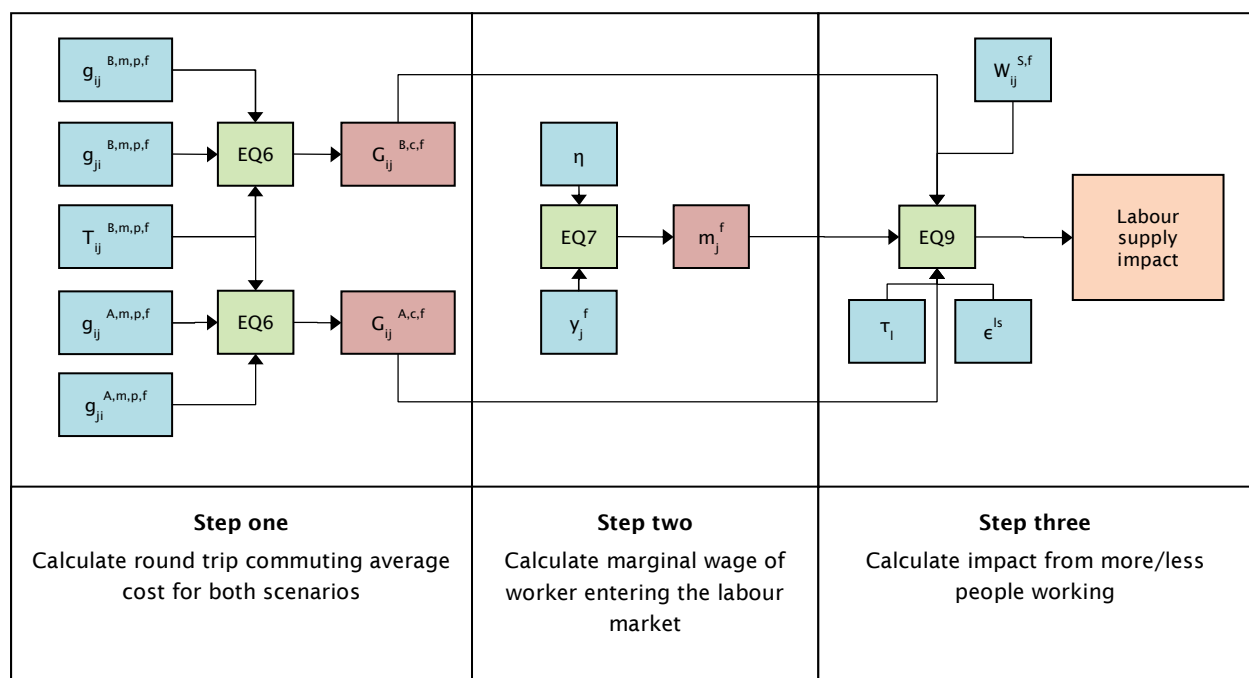 g_ij^B,m,p,f
g_ji^B,m,p,f
T_ij^B,m,p,f
g_ij^A,m,p,f
g_ji^A,m,p,f
EQ6
EQ6
G_ij^B,c,f
G_ij^A,c,f
η
EQ7
y_j^f
m_j^f
W_ij^S,f
EQ9
τ_l
ϵ^ls
Labour
supply
impact
Step one
Calculate round trip commuting average
cost for both scenarios
Step two
Calculate marginal wage of
worker entering the labour
market
Step three
Calculate impact from more/less
people working